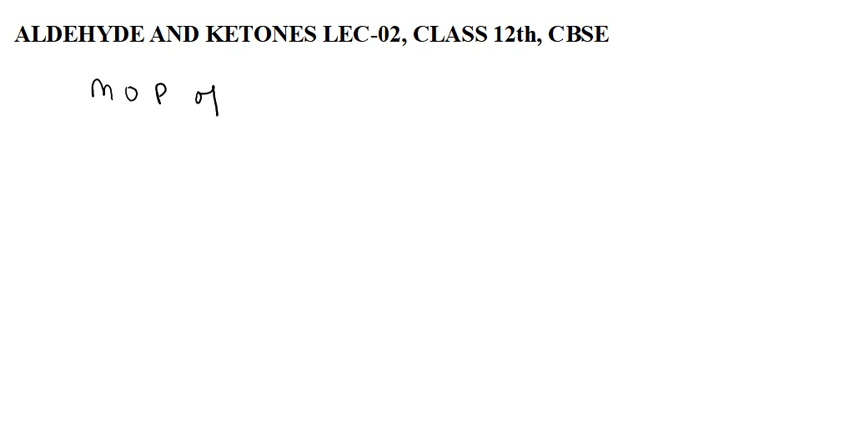 ALDEHYDE AND KETONES LEC-02, CLASS 12th, CBSE
MOP of